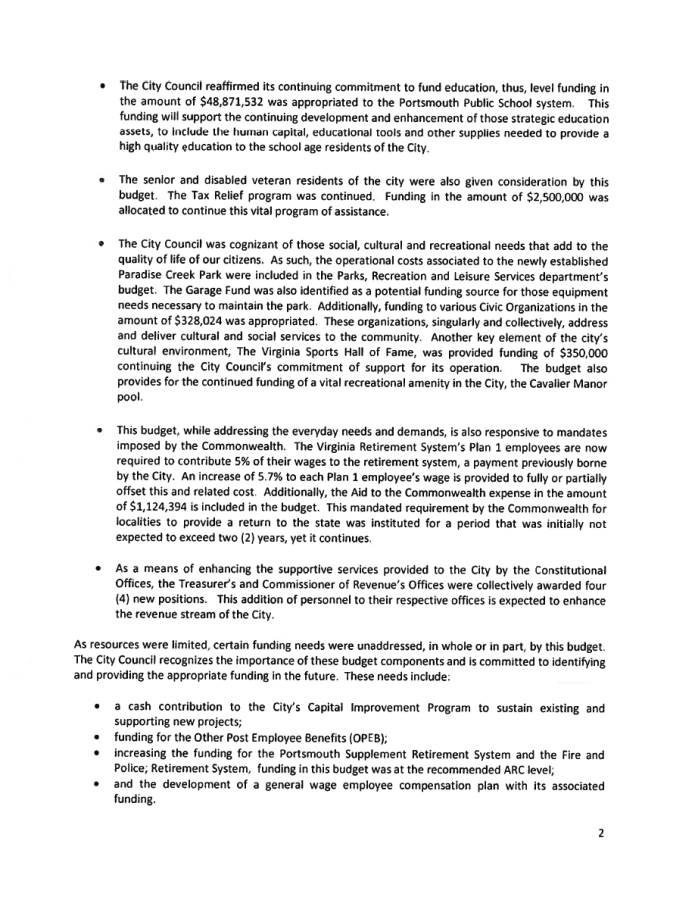 • The City Council reaffirmed its continuing commitment to fund education, thus, level funding in
the amount of $48,871,532 was appropriated to the Portsmouth Public School system. This
funding will support the continuing development and enhancement of those strategic education
assets, to include the human capital, educational tools and other supplies needed to provide a
high quality education to the school age residents of the City.
• The senior and disabled veteran residents of the city were also given consideration by this
budget. The Tax Relief program was continued. Funding in the amount of $2,500,000 was
allocated to continue this vital program of assistance.
• The City Council was cognizant of those social, cultural and recreational needs that add to the
quality of life of our citizens. As such, the operational costs associated to the newly established
Paradise Creek Park were included in the Parks, Recreation and Leisure Services department's
budget. The Garage Fund was also identified as a potential funding source for those equipment
needs necessary to maintain the park. Additionally, funding to various Civic Organizations in the
amount of $328,024 was appropriated. These organizations, singularly and collectively, address
and deliver cultural and social services to the community. Another key element of the city's
cultural environment, The Virginia Sports Hall of Fame, was provided funding of $350,000
continuing the City Council's commitment of support for its operation. The budget also
provides for the continued funding of a vital recreational amenity in the City, the Cavalier Manor
pool.
• This budget, while addressing the everyday needs and demands, is also responsive to mandates
imposed by the Commonwealth. The Virginia Retirement System's Plan 1 employees are now
required to contribute 5% of their wages to the retirement system, a payment previously borne
by the City. An increase of 5.7% to each Plan 1 employee's wage is provided to fully or partially
offset this and related cost. Additionally, the Aid to the Commonwealth expense in the amount
of $1,124,394 is included in the budget. This mandated requirement by the Commonwealth for
localities to provide a return to the state was instituted for a period that was initially not
expected to exceed two (2) years, yet it continues.
• As a means of enhancing the supportive services provided to the City by the Constitutional
Offices, the Treasurer's and Commissioner of Revenue's Offices were collectively awarded four
(4) new positions. This addition of personnel to their respective offices is expected to enhance
the revenue stream of the City.
As resources were limited, certain funding needs were unaddressed, in whole or in part, by this budget.
The City Council recognizes the importance of these budget components and is committed to identifying
and providing the appropriate funding in the future. These needs include:
• a cash contribution to the City's Capital Improvement Program to sustain existing and
supporting new projects;
• funding for the Other Post Employee Benefits (OPEB);
• increasing the funding for the Portsmouth Supplement Retirement System and the Fire and
Police; Retirement System, funding in this budget was at the recommended ARC level;
• and the development of a general wage employee compensation plan with its associated
funding.
2